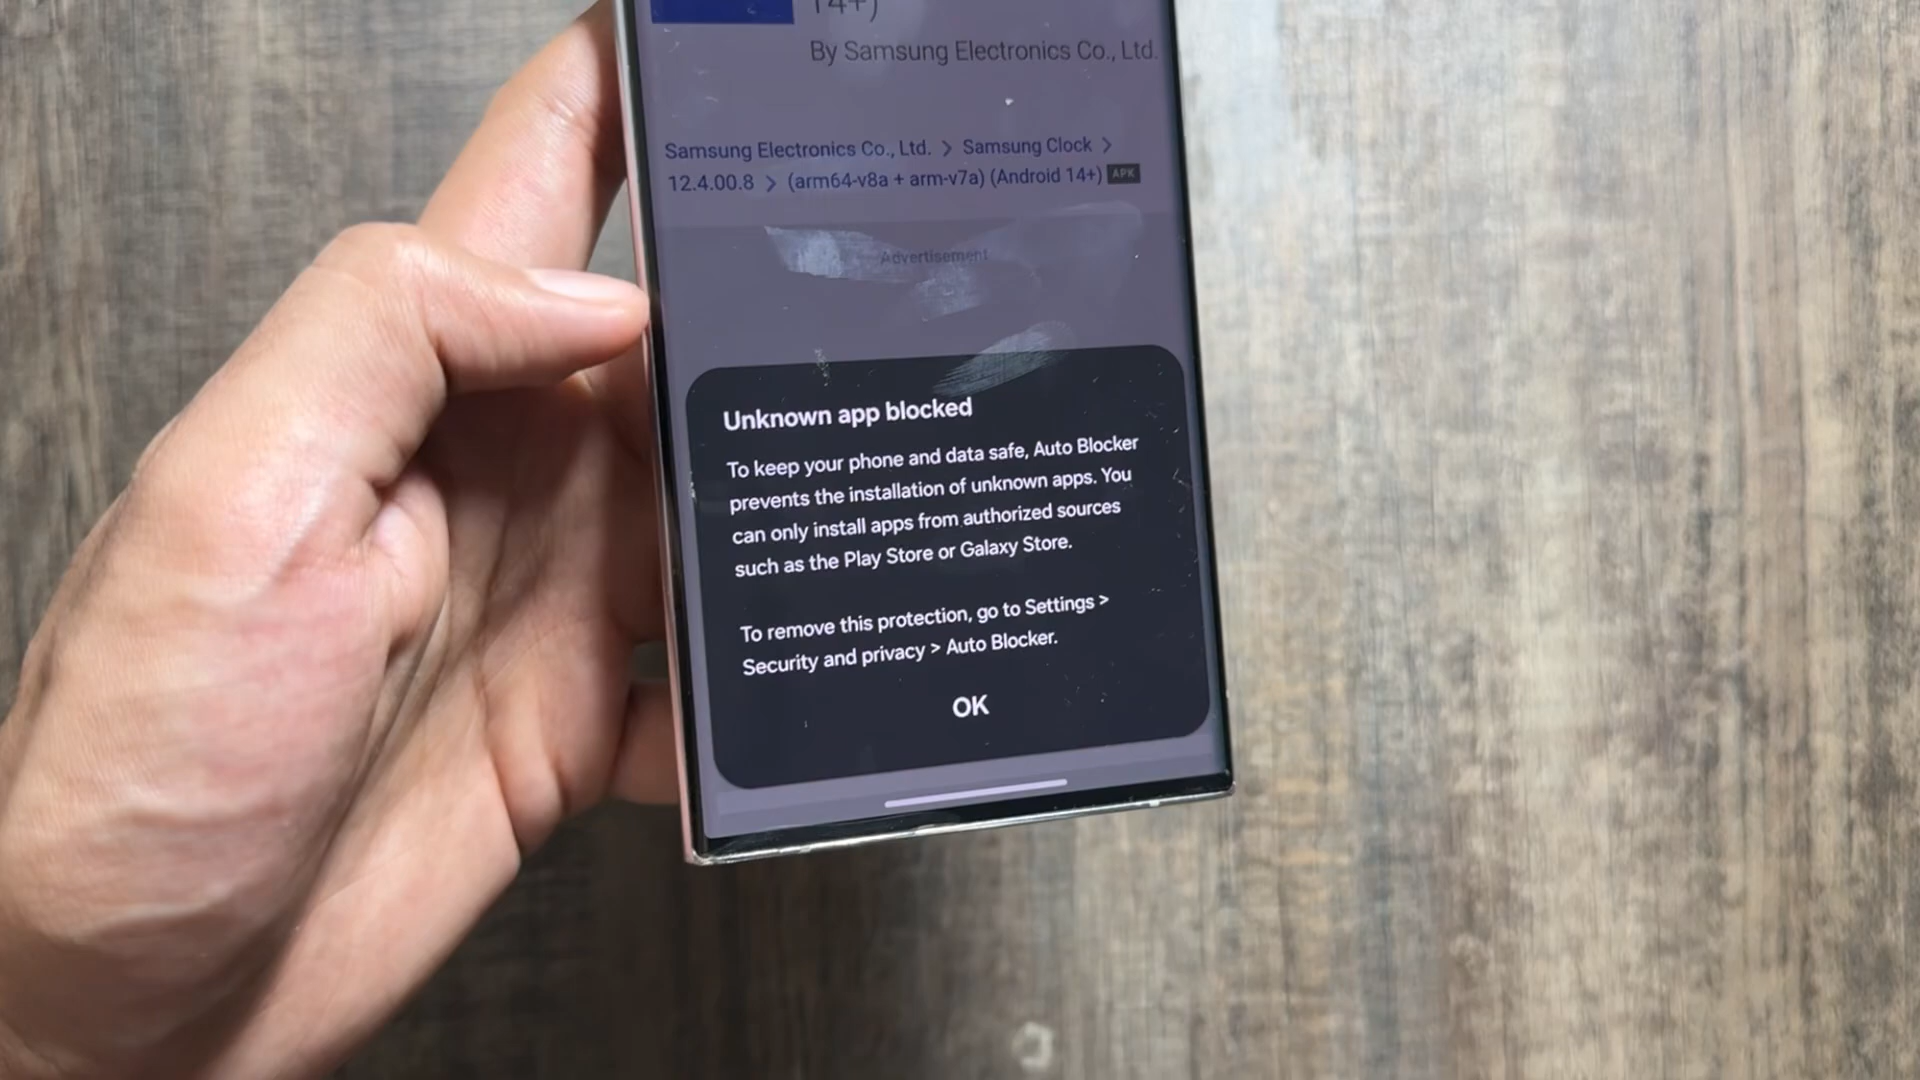 14+)
By Samsung Electronics Co., Ltd.
Samsung Electronics Co., Ltd. > Samsung Clock >
12.4.00.8 > (arm64-v8a + arm-v7a) (Android 14+) APK
Advertisement
Unknown app blocked
To keep your phone and data safe, Auto Blocker
prevents the installation of unknown apps. You
can only install apps from authorized sources
such as the Play Store or Galaxy Store.
To remove this protection, go to Settings >
Security and privacy > Auto Blocker.
OK